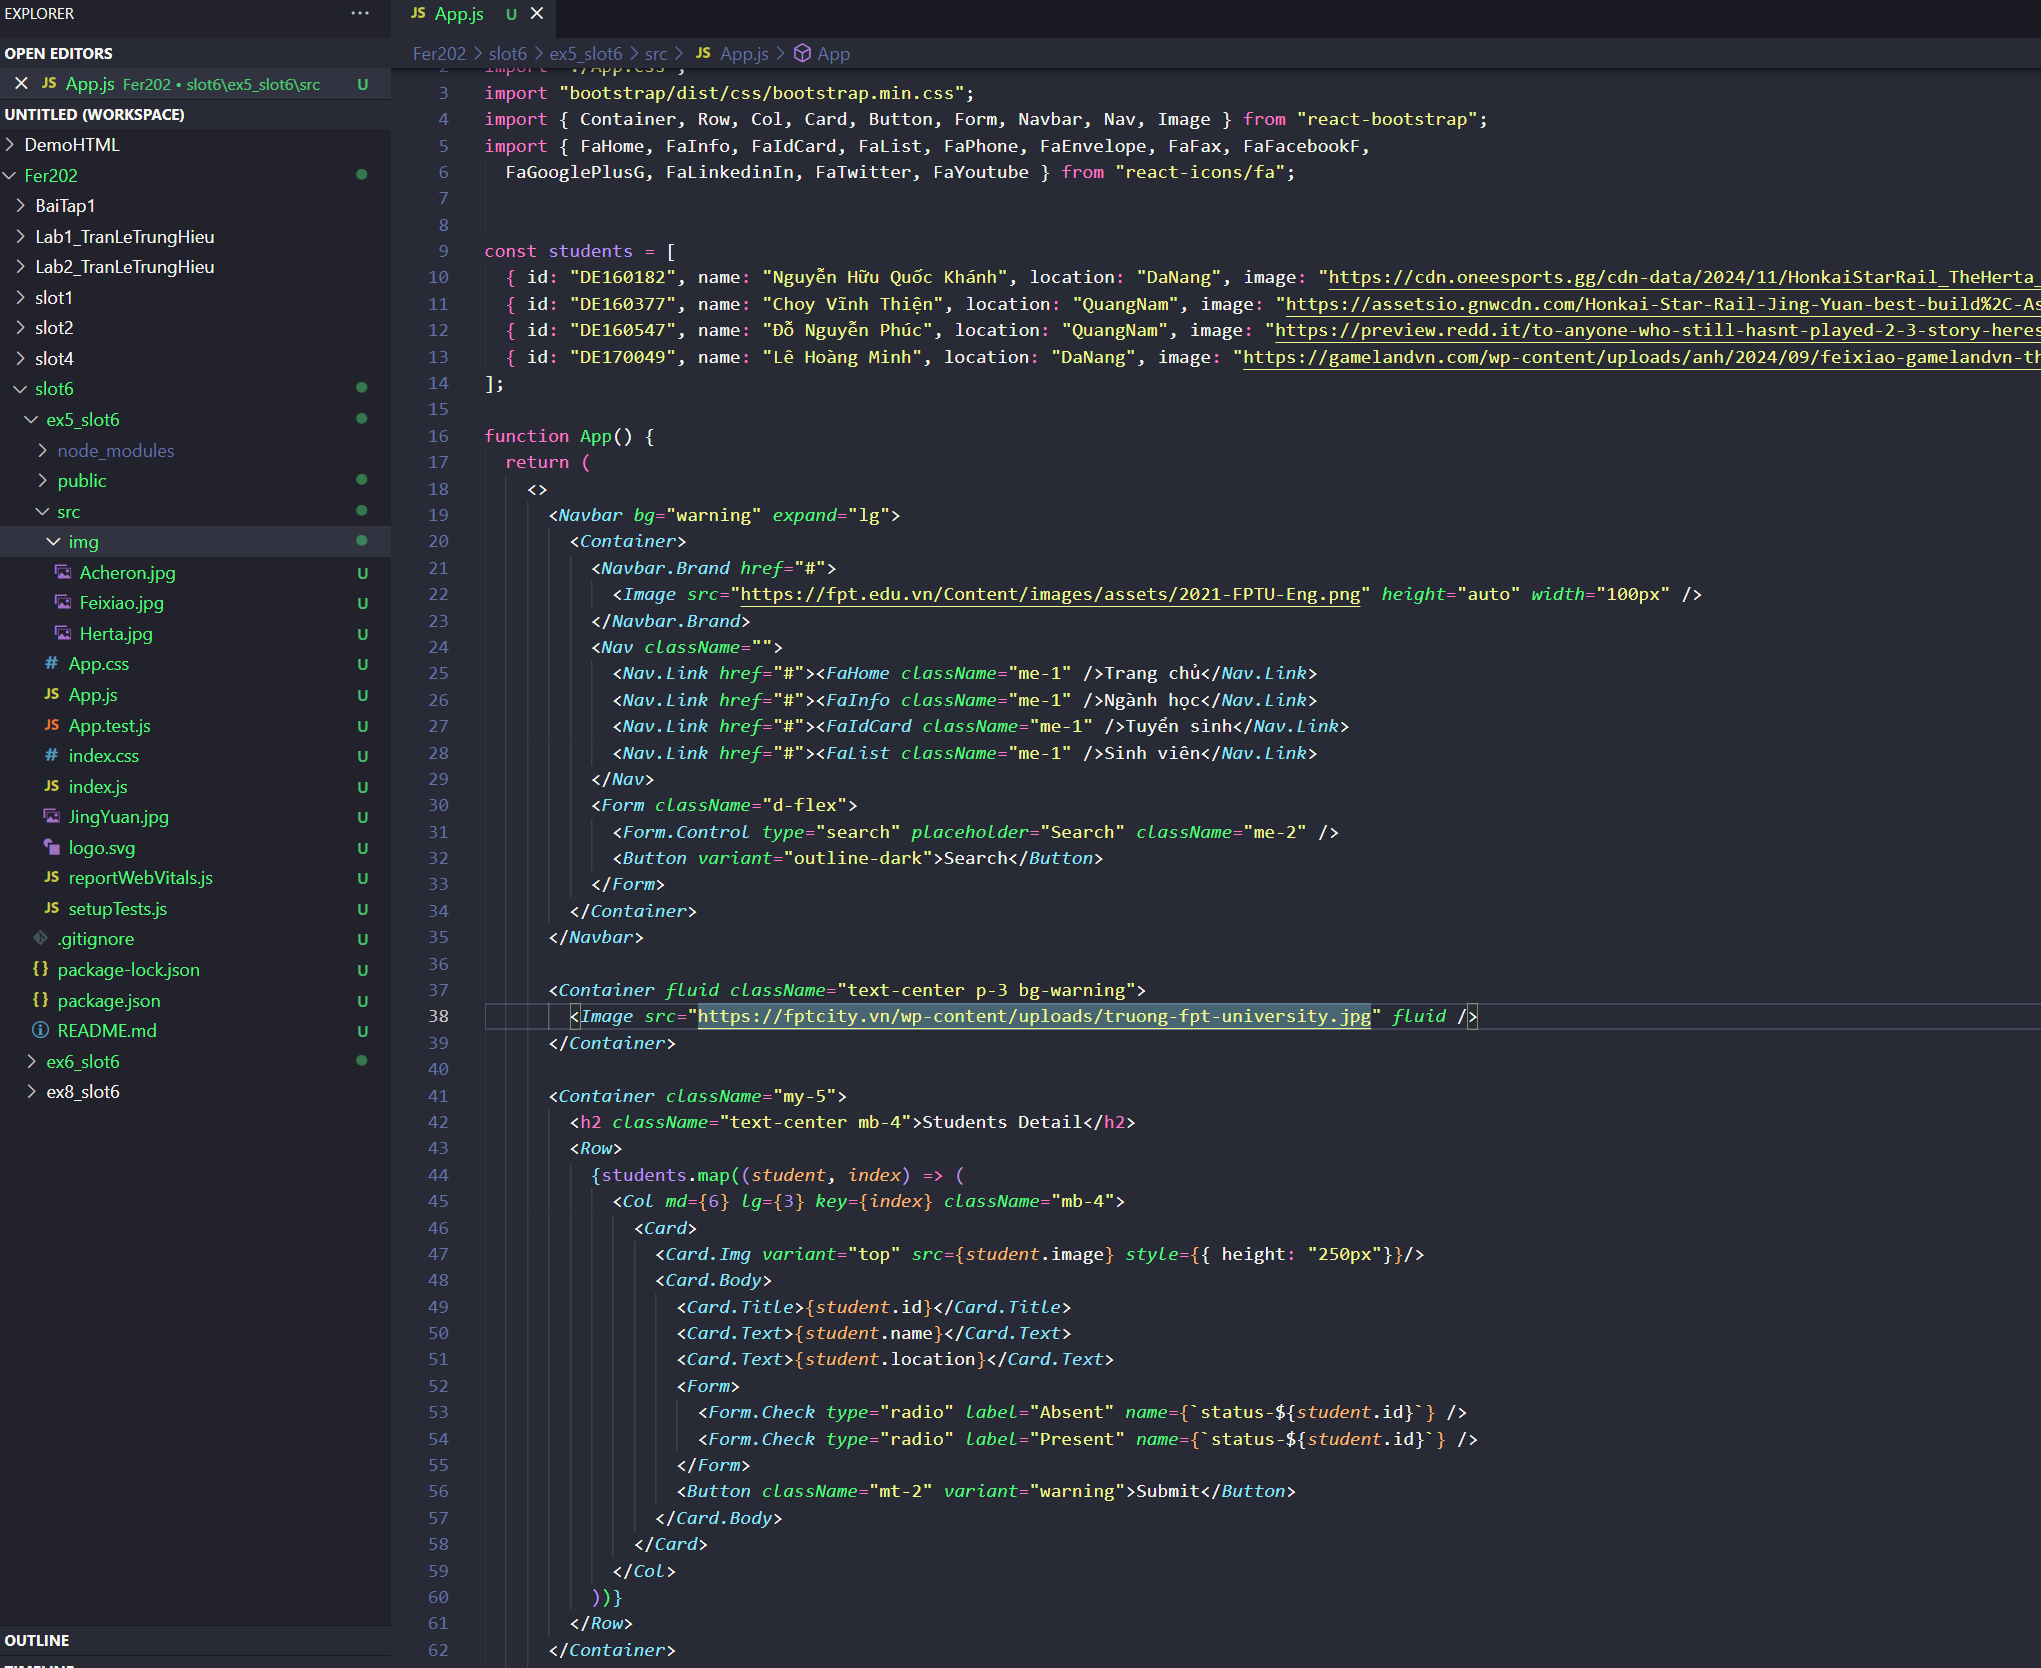 EXPLORER
OPEN EDITORS
App.js Fer202 • slot6\ex5_slot6\src U
UNTITLED (WORKSPACE)
DemoHTML
Fer202
BaiTap1
Lab1_TranLeTrungHieu
Lab2_TranLeTrungHieu
slot1
slot2
slot4
slot6
ex5_slot6
node_modules
public
src
img
Acheron.jpg U
Feixiao.jpg U
Herta.jpg U
App.css U
App.js U
App.test.js U
index.css U
index.js U
JingYuan.jpg U
logo.svg U
reportWebVitals.js U
setupTests.js U
.gitignore U
package-lock.json U
package.json U
README.md U
ex6_slot6
ex8_slot6
OUTLINE
TIMELINE
JS App.js U
Fer202 > slot6 > ex5_slot6 > src > JS App.js > App
2 import "./App.css";
3 import "bootstrap/dist/css/bootstrap.min.css";
4 import { Container, Row, Col, Card, Button, Form, Navbar, Nav, Image } from "react-bootstrap";
5 import { FaHome, FaInfo, FaIdCard, FaList, FaPhone, FaEnvelope, FaFax, FaFacebookF,
6 FaGooglePlusG, FaLinkedinIn, FaTwitter, FaYoutube } from "react-icons/fa";
7
8
9 const students = [
10 { id: "DE160182", name: "Nguyễn Hữu Quốc Khánh", location: "DaNang", image: "https://cdn.oneesports.gg/cdn-data/2024/11/HonkaiStarRail_TheHerta_
11 { id: "DE160377", name: "Choy Vĩnh Thiện", location: "QuangNam", image: "https://assetsio.gnwcdn.com/Honkai-Star-Rail-Jing-Yuan-best-build%2C-As
12 { id: "DE160547", name: "Đỗ Nguyễn Phúc", location: "QuangNam", image: "https://preview.redd.it/to-anyone-who-still-hasnt-played-2-3-story-heres
13 { id: "DE170049", name: "Lê Hoàng Minh", location: "DaNang", image: "https://gamelandvn.com/wp-content/uploads/anh/2024/09/feixiao-gamelandvn-th
14 ];
15
16 function App() {
17 return (
18 <>
19 <Navbar bg="warning" expand="lg">
20 <Container>
21 <Navbar.Brand href="#">
22 <Image src="https://fpt.edu.vn/Content/images/assets/2021-FPTU-Eng.png" height="auto" width="100px" />
23 </Navbar.Brand>
24 <Nav className="">
25 <Nav.Link href="#"><FaHome className="me-1" />Trang chủ</Nav.Link>
26 <Nav.Link href="#"><FaInfo className="me-1" />Ngành học</Nav.Link>
27 <Nav.Link href="#"><FaIdCard className="me-1" />Tuyển sinh</Nav.Link>
28 <Nav.Link href="#"><FaList className="me-1" />Sinh viên</Nav.Link>
29 </Nav>
30 <Form className="d-flex">
31 <Form.Control type="search" placeholder="Search" className="me-2" />
32 <Button variant="outline-dark">Search</Button>
33 </Form>
34 </Container>
35 </Navbar>
36
37 <Container fluid className="text-center p-3 bg-warning">
38 <Image src="https://fptcity.vn/wp-content/uploads/truong-fpt-university.jpg" fluid />
39 </Container>
40
41 <Container className="my-5">
42 <h2 className="text-center mb-4">Students Detail</h2>
43 <Row>
44 {students.map((student, index) => (
45 <Col md={6} lg={3} key={index} className="mb-4">
46 <Card>
47 <Card.Img variant="top" src={student.image} style={{ height: "250px"}}/>
48 <Card.Body>
49 <Card.Title>{student.id}</Card.Title>
50 <Card.Text>{student.name}</Card.Text>
51 <Card.Text>{student.location}</Card.Text>
52 <Form>
53 <Form.Check type="radio" label="Absent" name={`status-${student.id}`} />
54 <Form.Check type="radio" label="Present" name={`status-${student.id}`} />
55 </Form>
56 <Button className="mt-2" variant="warning">Submit</Button>
57 </Card.Body>
58 </Card>
59 </Col>
60 ))}
61 </Row>
62 </Container>